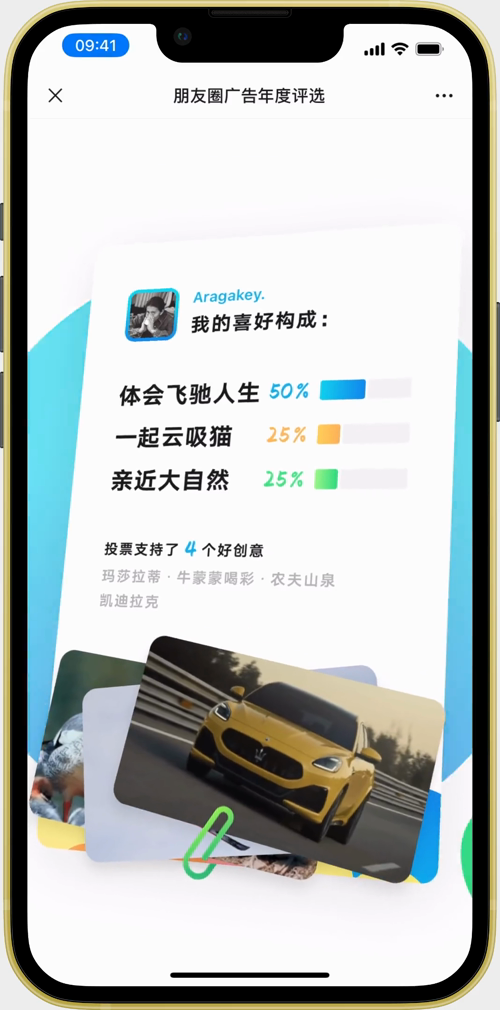 09:41
朋友圈广告年度评选
Aragakey.
我的喜好构成：
体会飞驰人生 50%
一起云吸猫 25%
亲近大自然 25%
投票支持了 4 个好创意
玛莎拉蒂 · 牛蒙蒙喝彩 · 农夫山泉
凯迪拉克